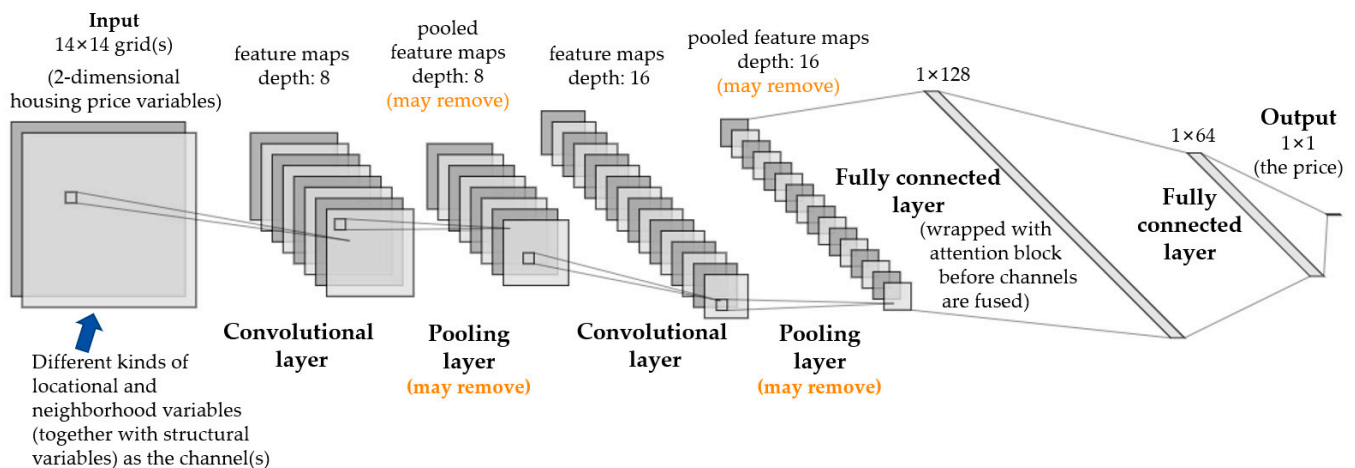 Input
14×14 grid(s)
(2-dimensional
housing price variables)
feature maps
depth: 8
pooled
feature maps
depth: 8
(may remove)
feature maps
depth: 16
pooled feature maps
depth: 16
(may remove)
1×128
1×64
Output
1×1
(the price)
Fully connected
layer
(wrapped with
attention block
before channels
are fused)
Fully
connected
layer
Convolutional
layer
Pooling
layer
(may remove)
Convolutional
layer
Pooling
layer
(may remove)
Different kinds of
locational and
neighborhood variables
(together with structural
variables) as the channel(s)